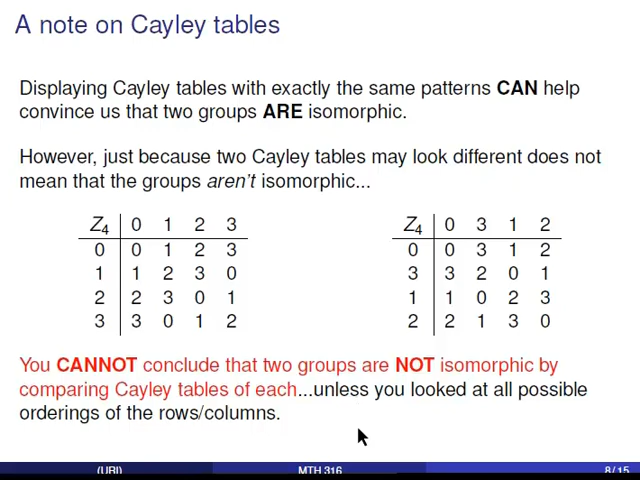 A note on Cayley tables
Displaying Cayley tables with exactly the same patterns CAN help
convince us that two groups ARE isomorphic.
However, just because two Cayley tables may look different does not
mean that the groups aren't isomorphic...
Z4 0 1 2 3
0 0 1 2 3
1 1 2 3 0
2 2 3 0 1
3 3 0 1 2
Z4 0 3 1 2
0 0 3 1 2
3 3 2 0 1
1 1 0 2 3
2 2 1 3 0
You CANNOT conclude that two groups are NOT isomorphic by
comparing Cayley tables of each...unless you looked at all possible
orderings of the rows/columns.
(URI) MTH 316 8/15